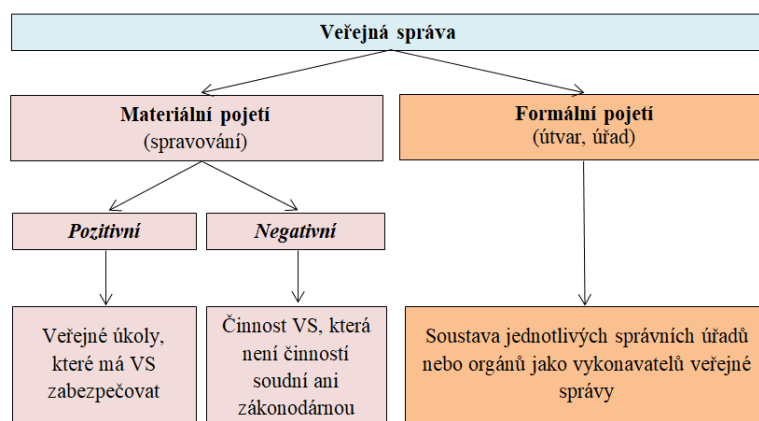 Veřejná správa
Materiální pojetí
(spravování)
Formální pojetí
(útvar, úřad)
Pozitivní
Negativní
Veřejné úkoly,
které má VS
zabezpečovat
Činnost VS, která
není činností
soudní ani
zákonodárnou
Soustava jednotlivých správních úřadů
nebo orgánů jako vykonavatelů veřejné
správy